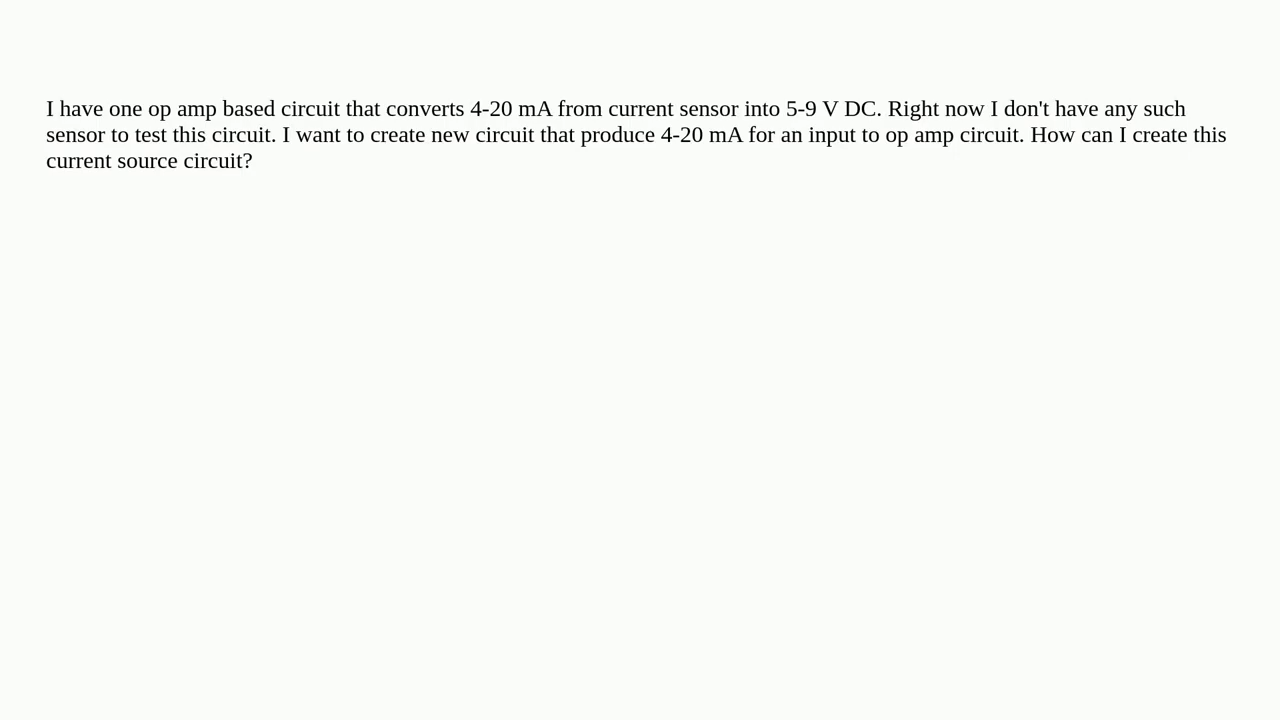 I have one op amp based circuit that converts 4-20 mA from current sensor into 5-9 V DC. Right now I don't have any such
sensor to test this circuit. I want to create new circuit that produce 4-20 mA for an input to op amp circuit. How can I create this
current source circuit?